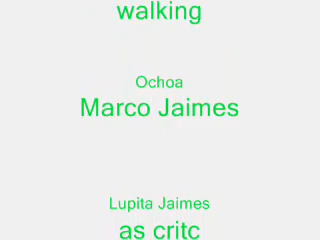 walking
Ochoa
Marco Jaimes
Lupita Jaimes
as critc